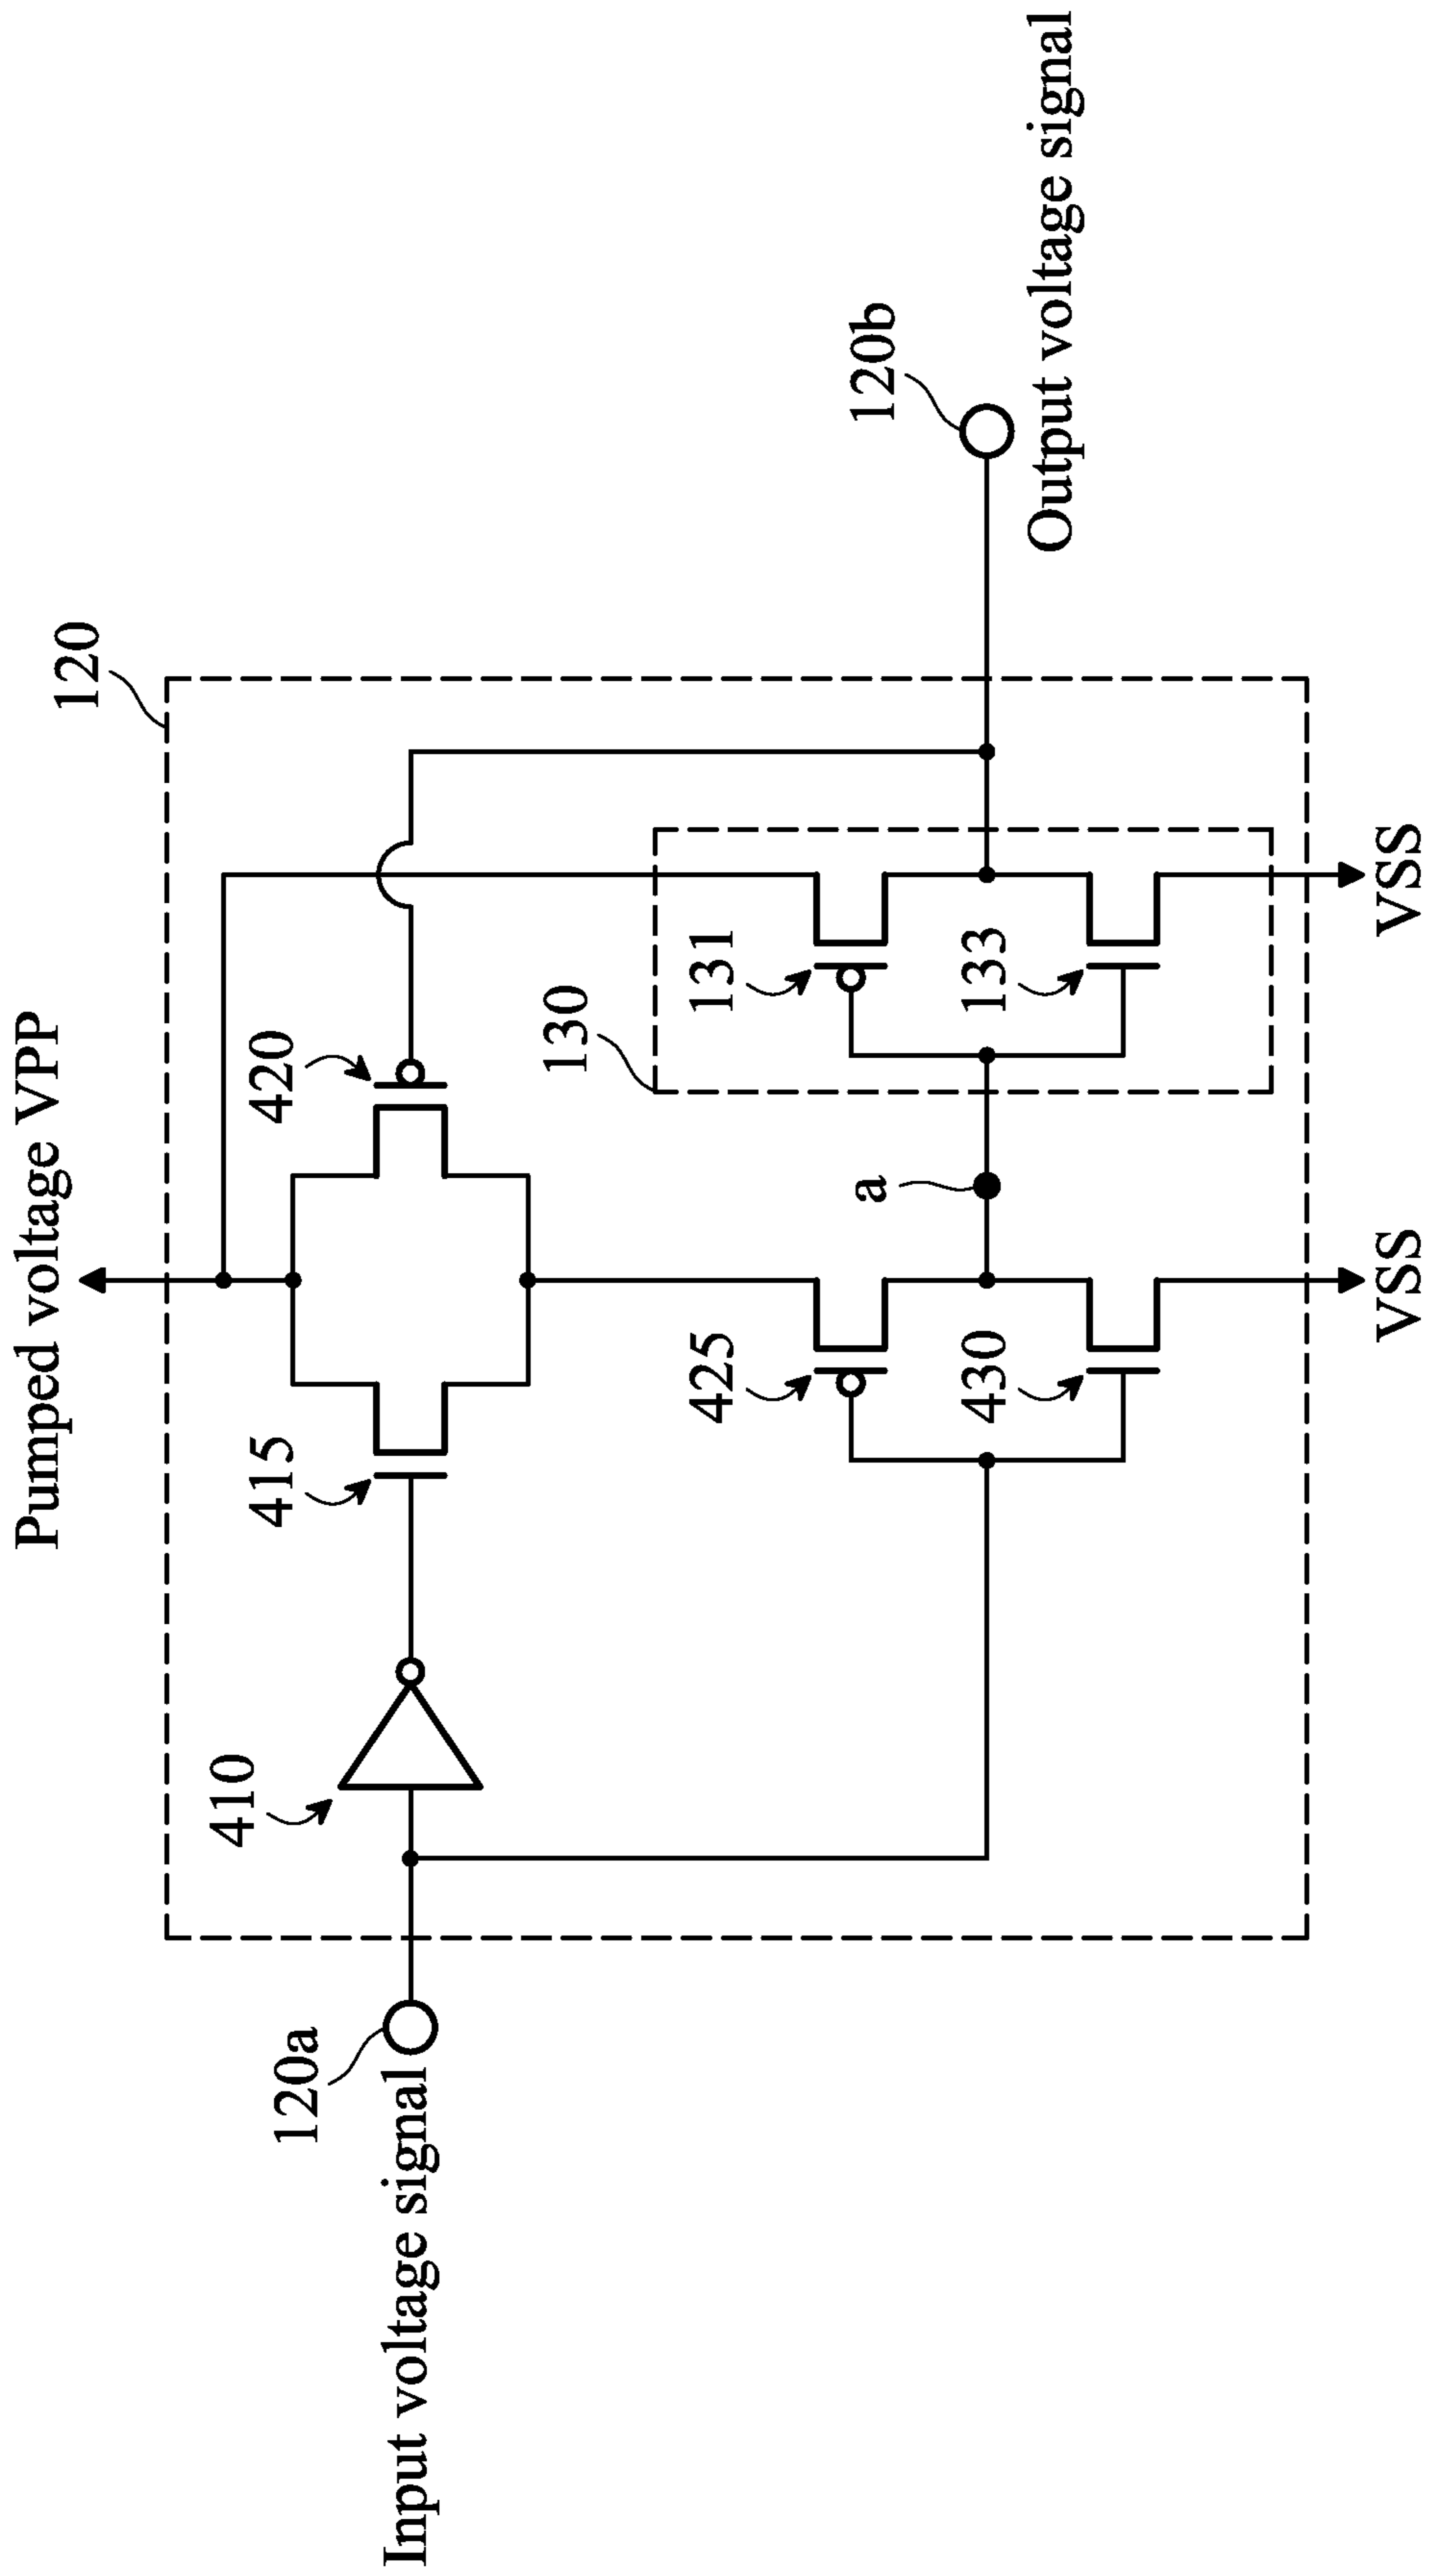 Pumped voltage VPP
120
410
415
420
120a
Input voltage signal
425
130
131
a
120b
430
133
Output voltage signal
VSS
VSS